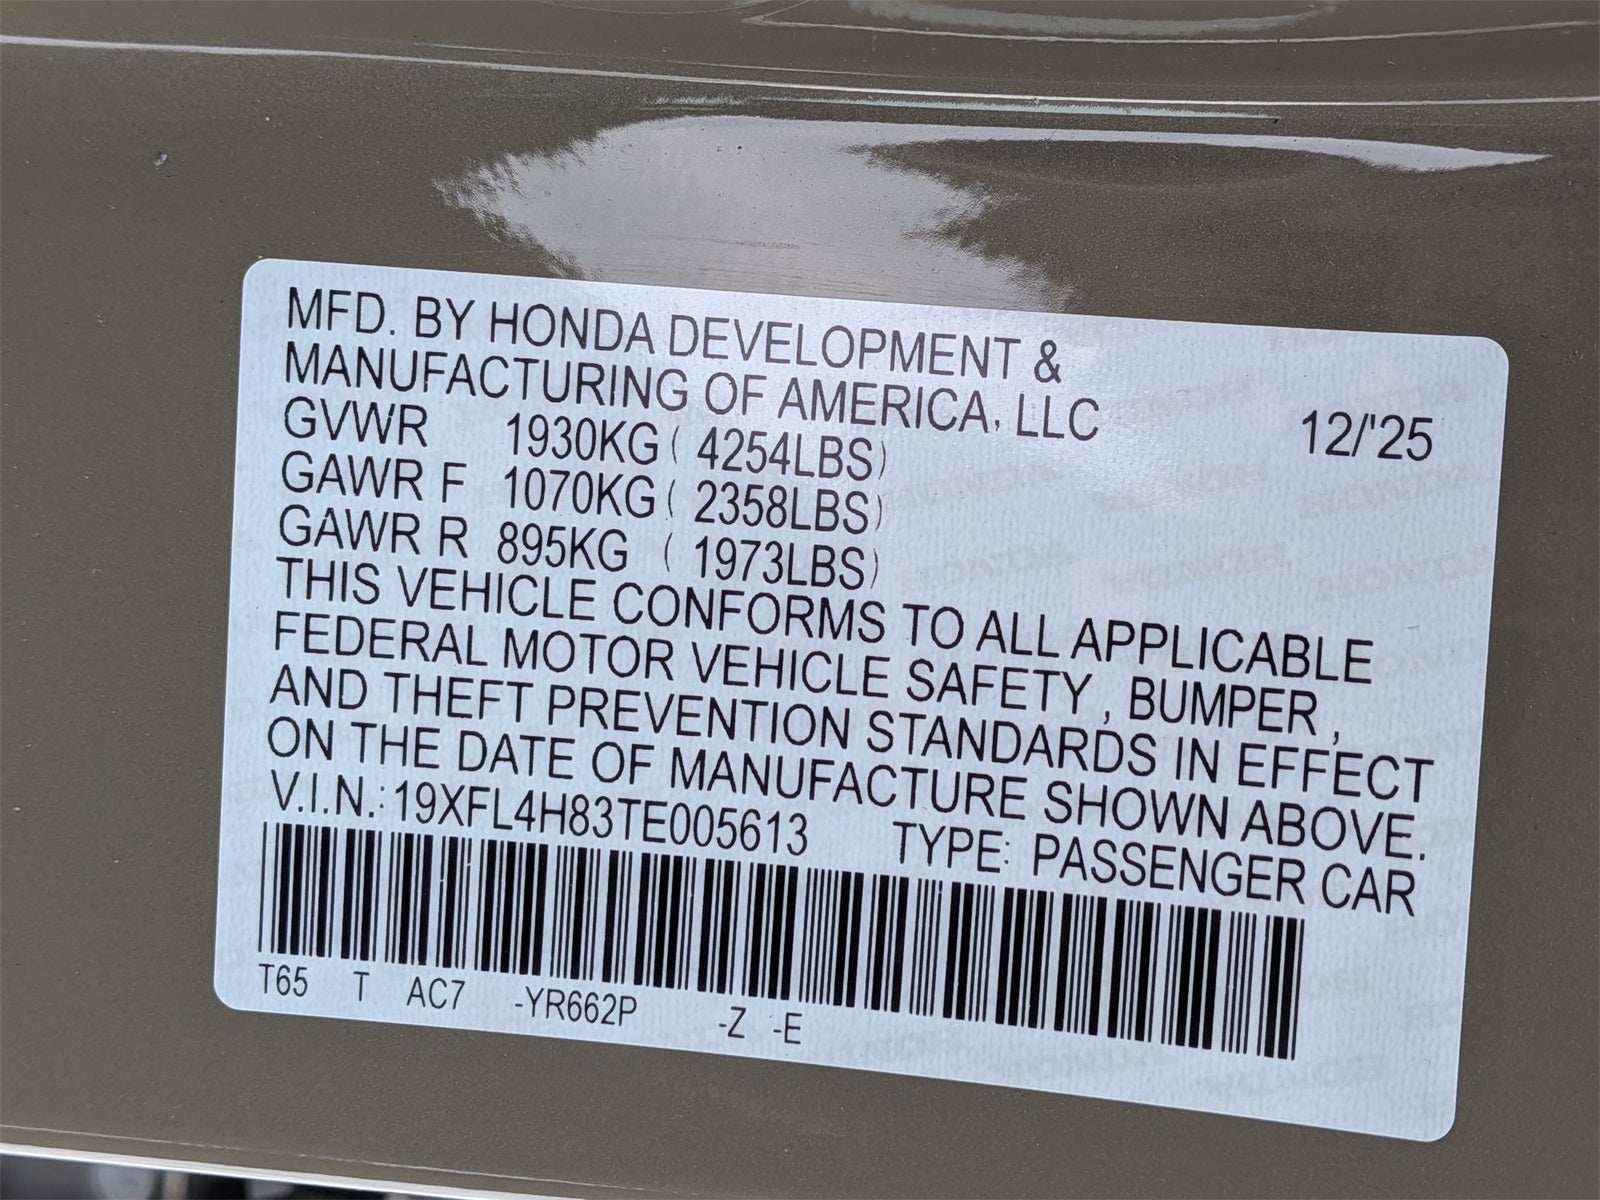 MFD. BY HONDA DEVELOPMENT &
MANUFACTURING OF AMERICA, LLC 12/'25
GVWR 1930KG ( 4254LBS)
GAWR F 1070KG ( 2358LBS)
GAWR R 895KG ( 1973LBS)
THIS VEHICLE CONFORMS TO ALL APPLICABLE
FEDERAL MOTOR VEHICLE SAFETY , BUMPER ,
AND THEFT PREVENTION STANDARDS IN EFFECT
ON THE DATE OF MANUFACTURE SHOWN ABOVE.
V.I.N.: 19XFL4H83TE005613 TYPE: PASSENGER CAR
T65 T AC7 -YR662P -Z -E